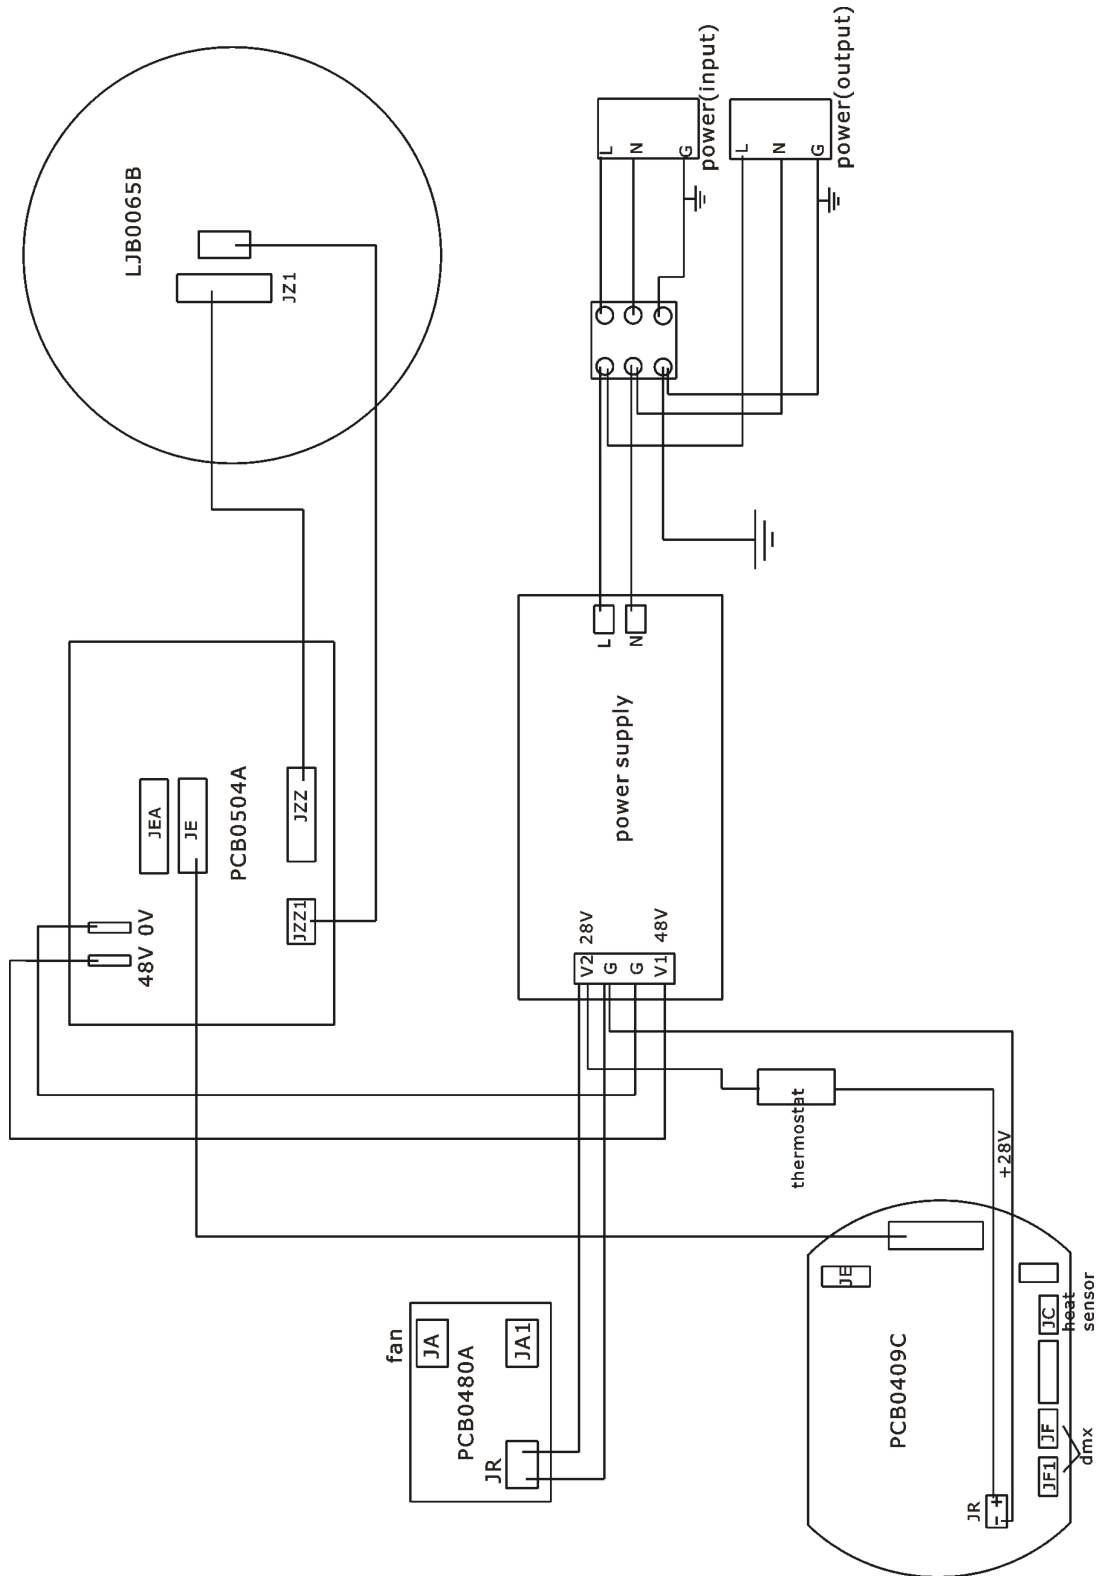 power(input)
L
N
G
power(output)
L
N
G
LJB0065B
JZ1
JEA
JE
PCB0504A
JZZ
JZZ1
48V 0V
L
N
power supply
28V
48V
V2
G
G
V1
thermostat
+28V
fan
JA
JA1
PCB0480A
JR
JE
PCB0409C
JC
heat
sensor
JF
JF1
dmx
JR
- +